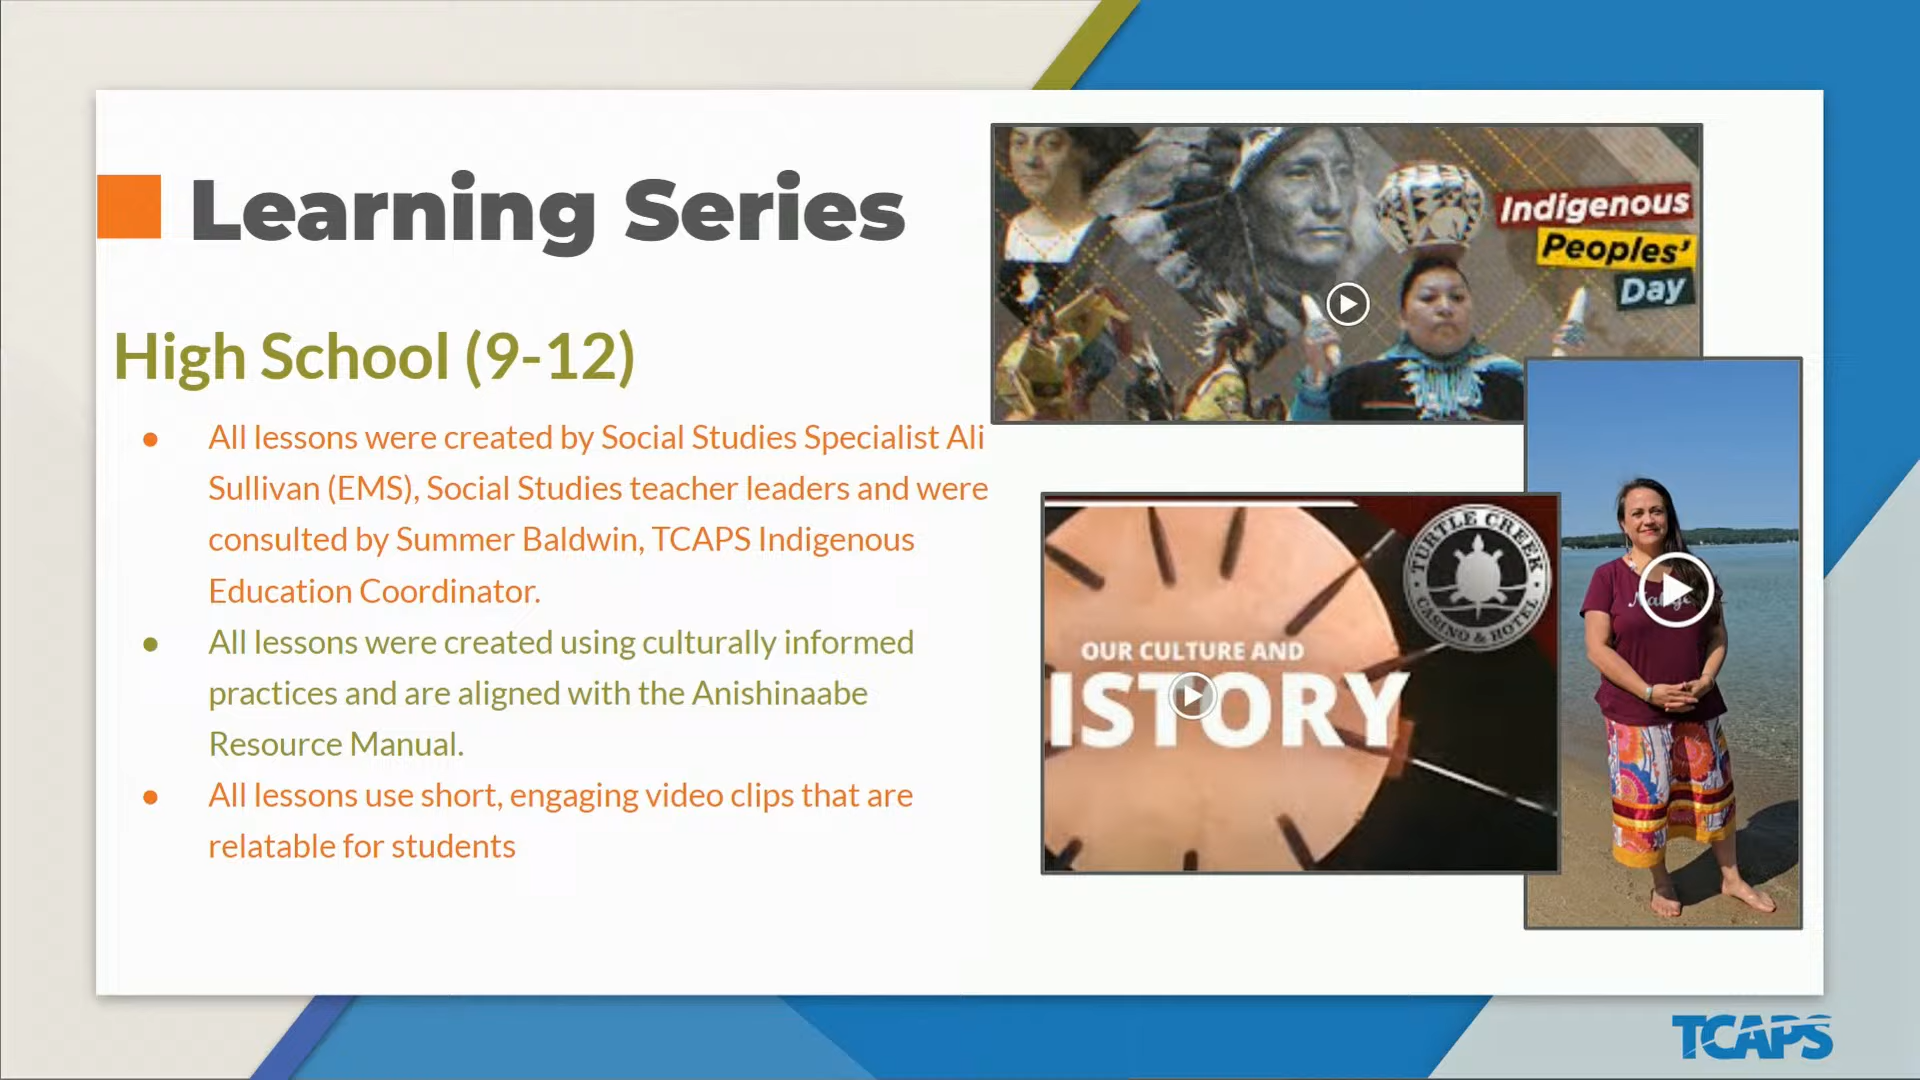 Learning Series
High School (9-12)
● All lessons were created by Social Studies Specialist Ali
Sullivan (EMS), Social Studies teacher leaders and were
consulted by Summer Baldwin, TCAPS Indigenous
Education Coordinator.
● All lessons were created using culturally informed
practices and are aligned with the Anishinaabe
Resource Manual.
● All lessons use short, engaging video clips that are
relatable for students
Indigenous
Peoples’
Day
TURTLE CREEK
CASINO & HOTEL
OUR CULTURE AND
ISTORY
TCAPS